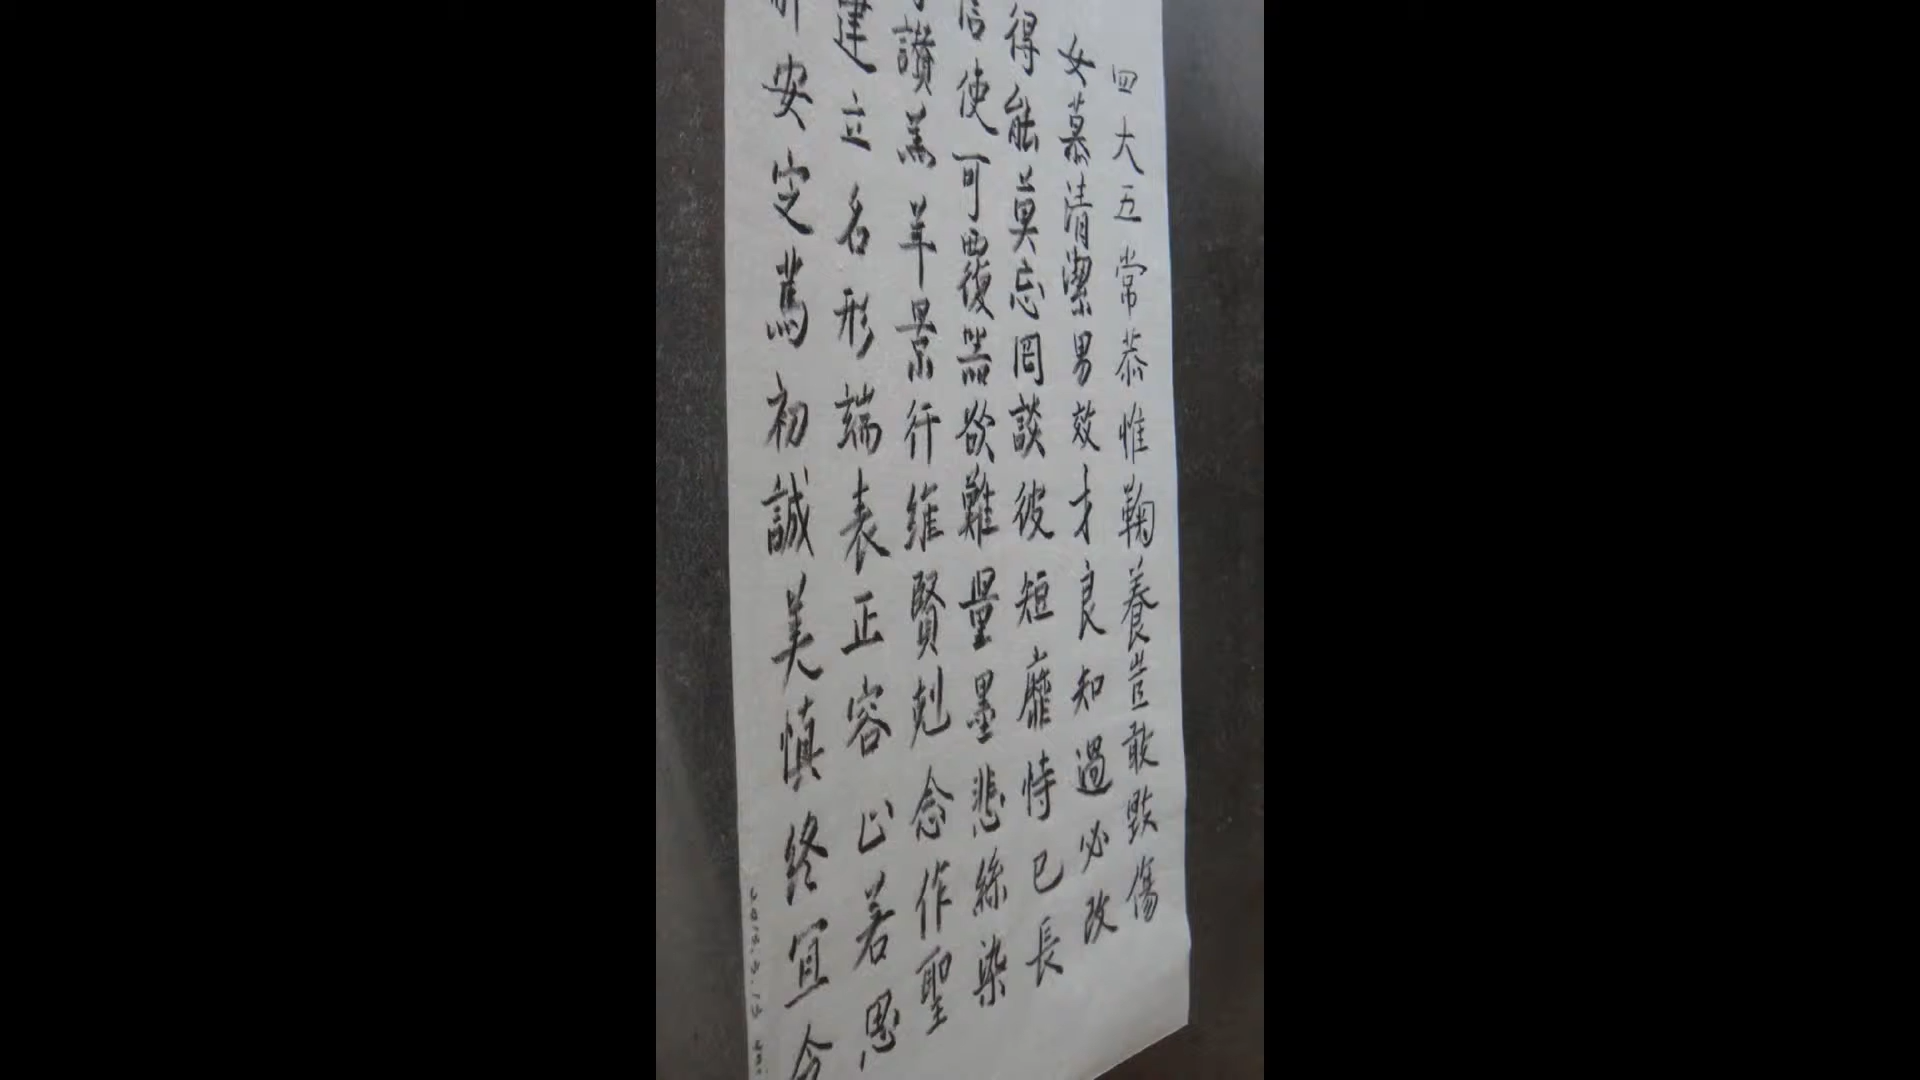 四大五常恭惟鞠養豈敢毀傷
女慕清潔男效才良知過必改
得能莫忘罔談彼短靡恃已長
信使可覆器欲難量墨悲絲染
讚羔羊景行維賢剋念作聖
建立名形端表正容止若思
安定篤初誠美慎終宜令